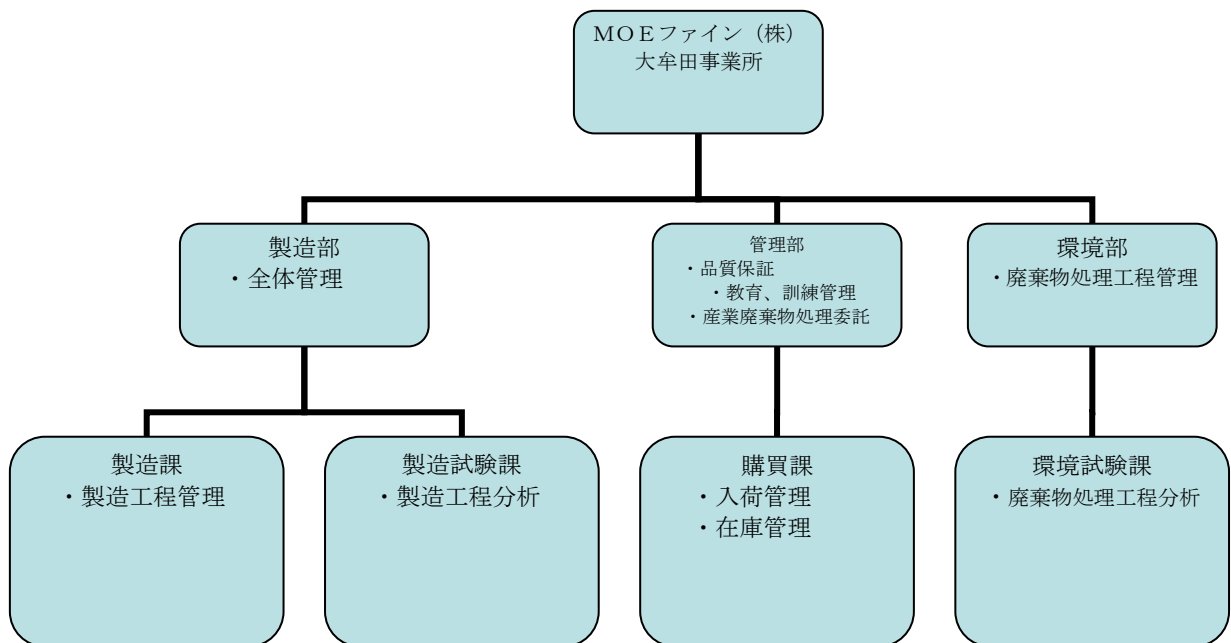 ＭＯＥファイン（株）
大牟田事業所
製造部
・全体管理
管理部
・品質保証
・教育、訓練管理
・産業廃棄物処理委託
環境部
・廃棄物処理工程管理
製造課
・製造工程管理
製造試験課
・製造工程分析
購買課
・入荷管理
・在庫管理
環境試験課
・廃棄物処理工程分析